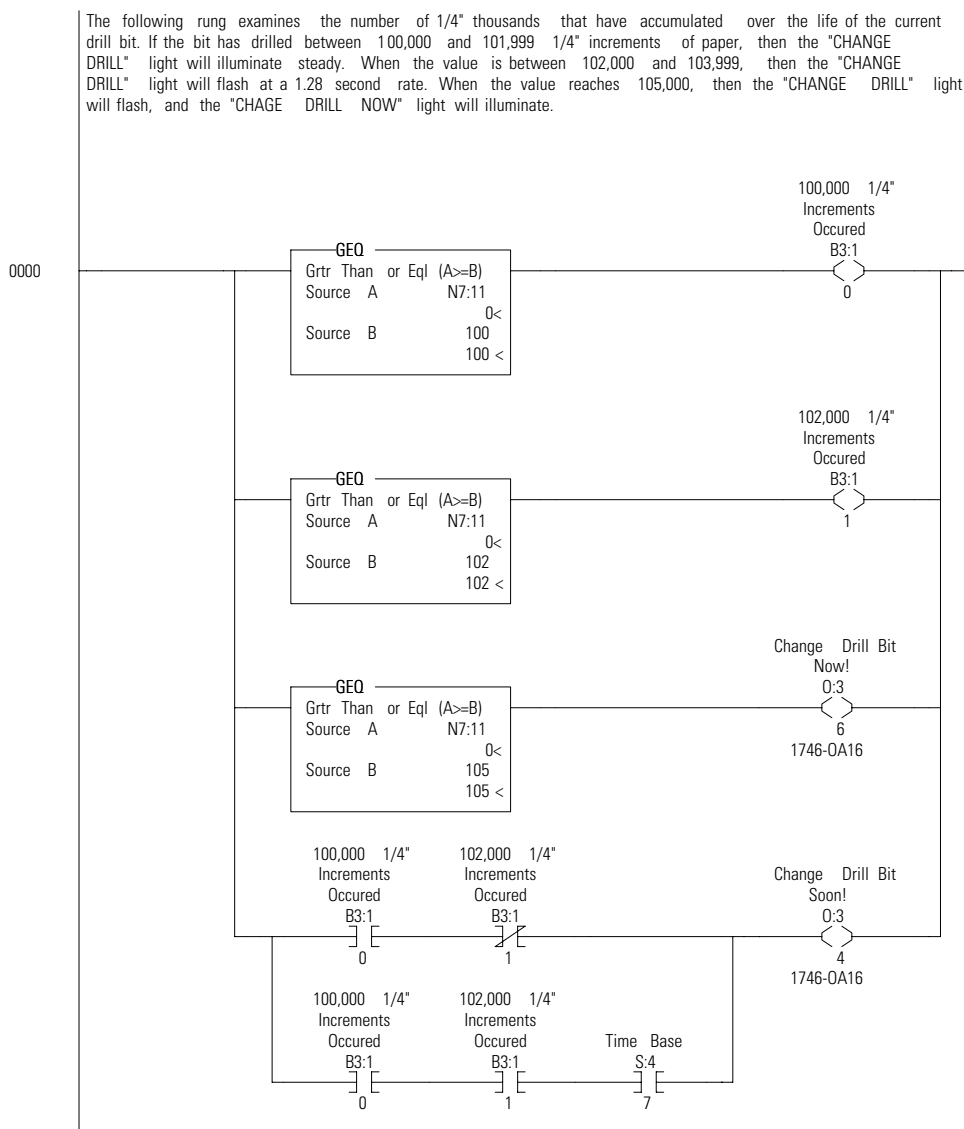 The following rung examines the number of 1/4" thousands that have accumulated over the life of the current
drill bit. If the bit has drilled between 100,000 and 101,999 1/4" increments of paper, then the "CHANGE
DRILL" light will illuminate steady. When the value is between 102,000 and 103,999, then the "CHANGE
DRILL" light will flash at a 1.28 second rate. When the value reaches 105,000, then the "CHANGE DRILL" light
will flash, and the "CHAGE DRILL NOW" light will illuminate.
100,000 1/4"
Increments
Occured
B3:1
0
0000
GEQ
Grtr Than or Eql (A>=B)
Source A N7:11
0<
Source B 100
100 <
102,000 1/4"
Increments
Occured
B3:1
1
GEQ
Grtr Than or Eql (A>=B)
Source A N7:11
0<
Source B 102
102 <
Change Drill Bit
Now!
O:3
6
1746-OA16
GEQ
Grtr Than or Eql (A>=B)
Source A N7:11
0<
Source B 105
105 <
100,000 1/4"
Increments
Occured
B3:1
0
102,000 1/4"
Increments
Occured
B3:1
1
Change Drill Bit
Soon!
O:3
4
1746-OA16
100,000 1/4"
Increments
Occured
B3:1
0
102,000 1/4"
Increments
Occured
B3:1
1
Time Base
S:4
7